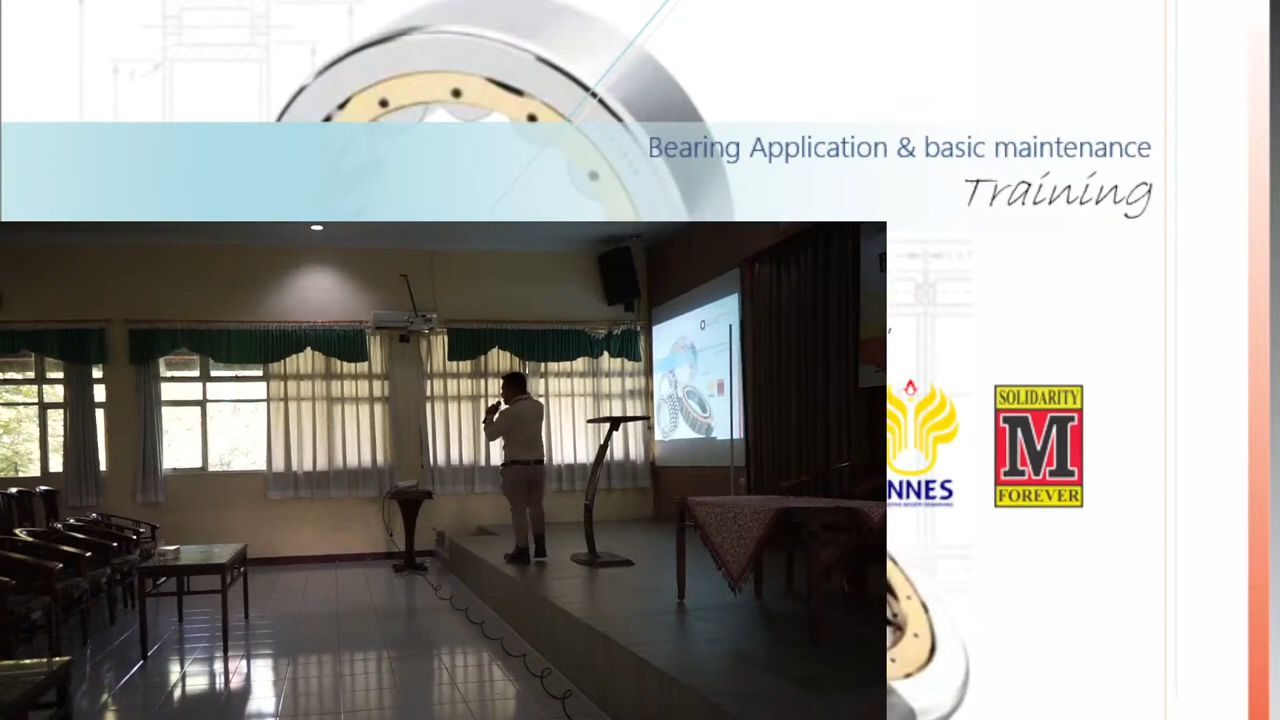 Bearing Application & basic maintenance
Training
SOLIDARITY
M
FOREVER
NNES